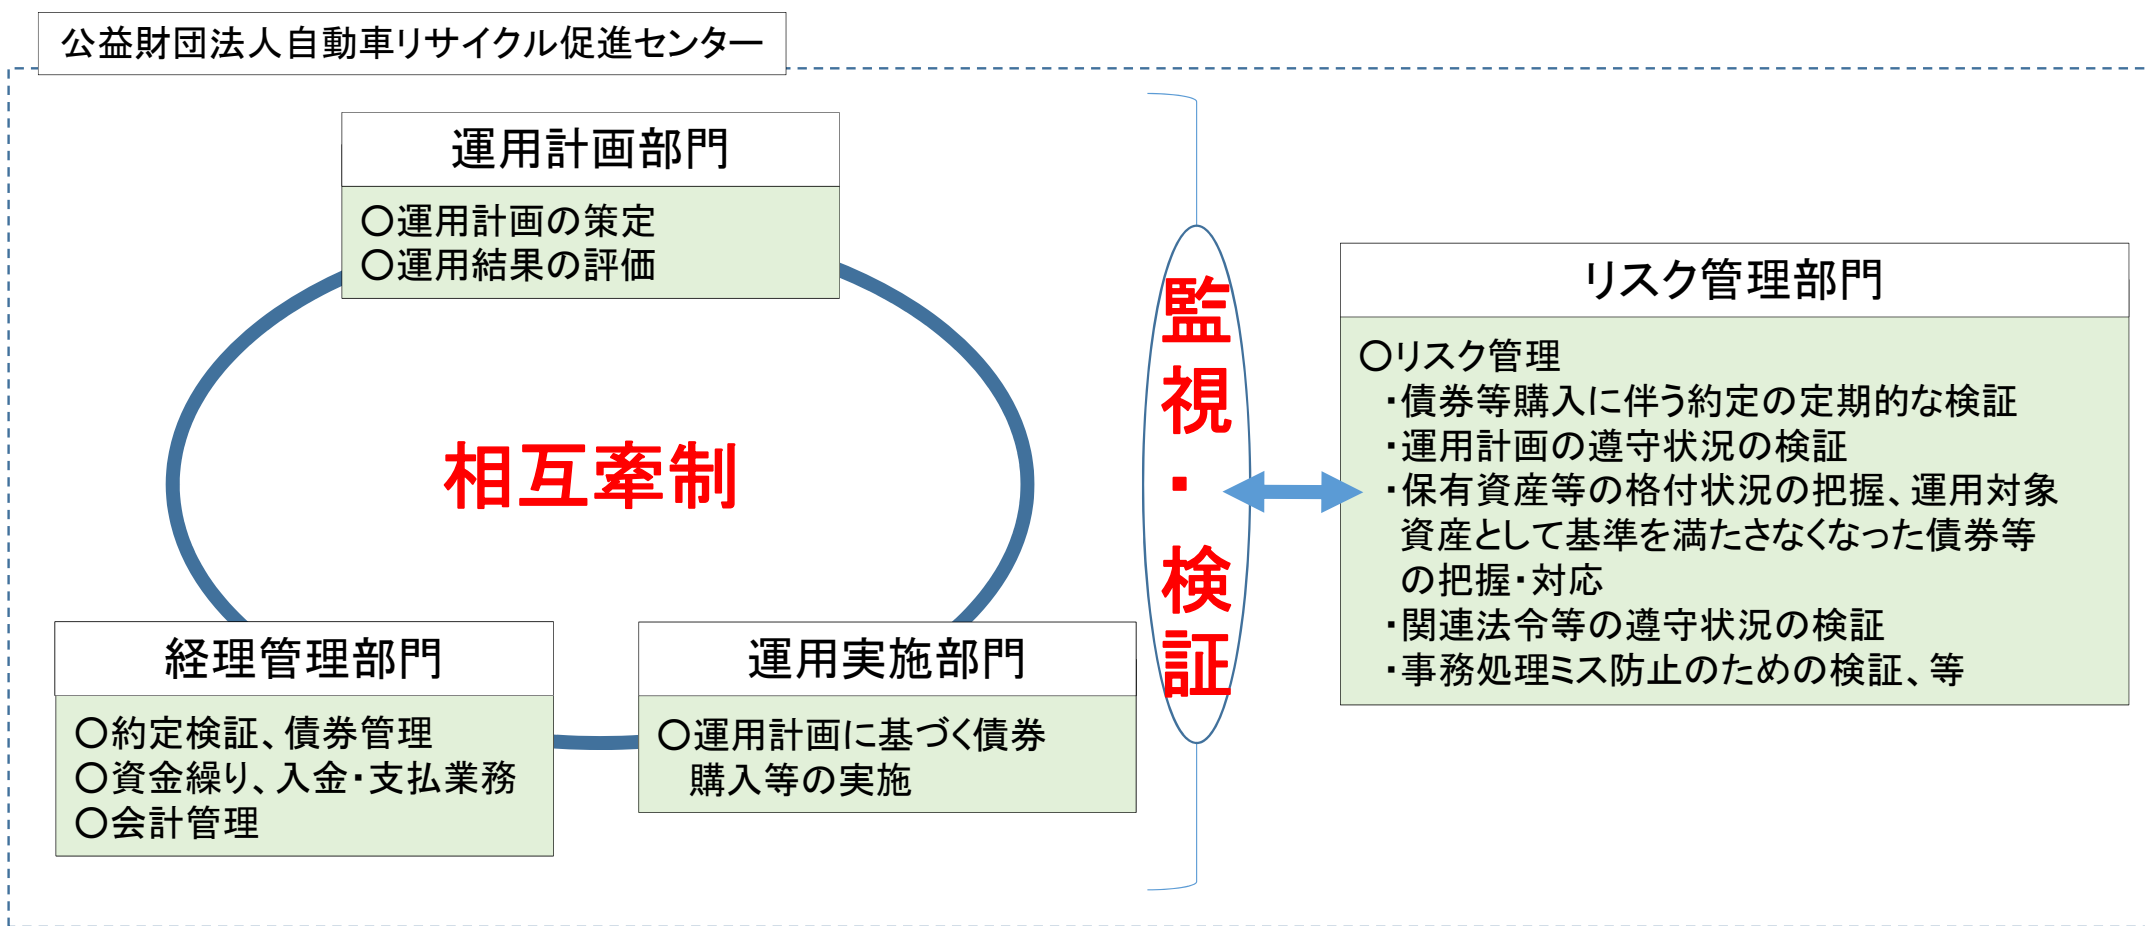 公益財団法人自動車リサイクル促進センター
運用計画部門
○運用計画の策定
○運用結果の評価
相互牽制
経理管理部門
○約定検証、債券管理
○資金繰り、入金・支払業務
○会計管理
運用実施部門
○運用計画に基づく債券
購入等の実施
監視・検証
リスク管理部門
○リスク管理
・債券等購入に伴う約定の定期的な検証
・運用計画の遵守状況の検証
・保有資産等の格付状況の把握、運用対象
資産として基準を満たさなくなった債券等
の把握・対応
・関連法令等の遵守状況の検証
・事務処理ミス防止のための検証、等